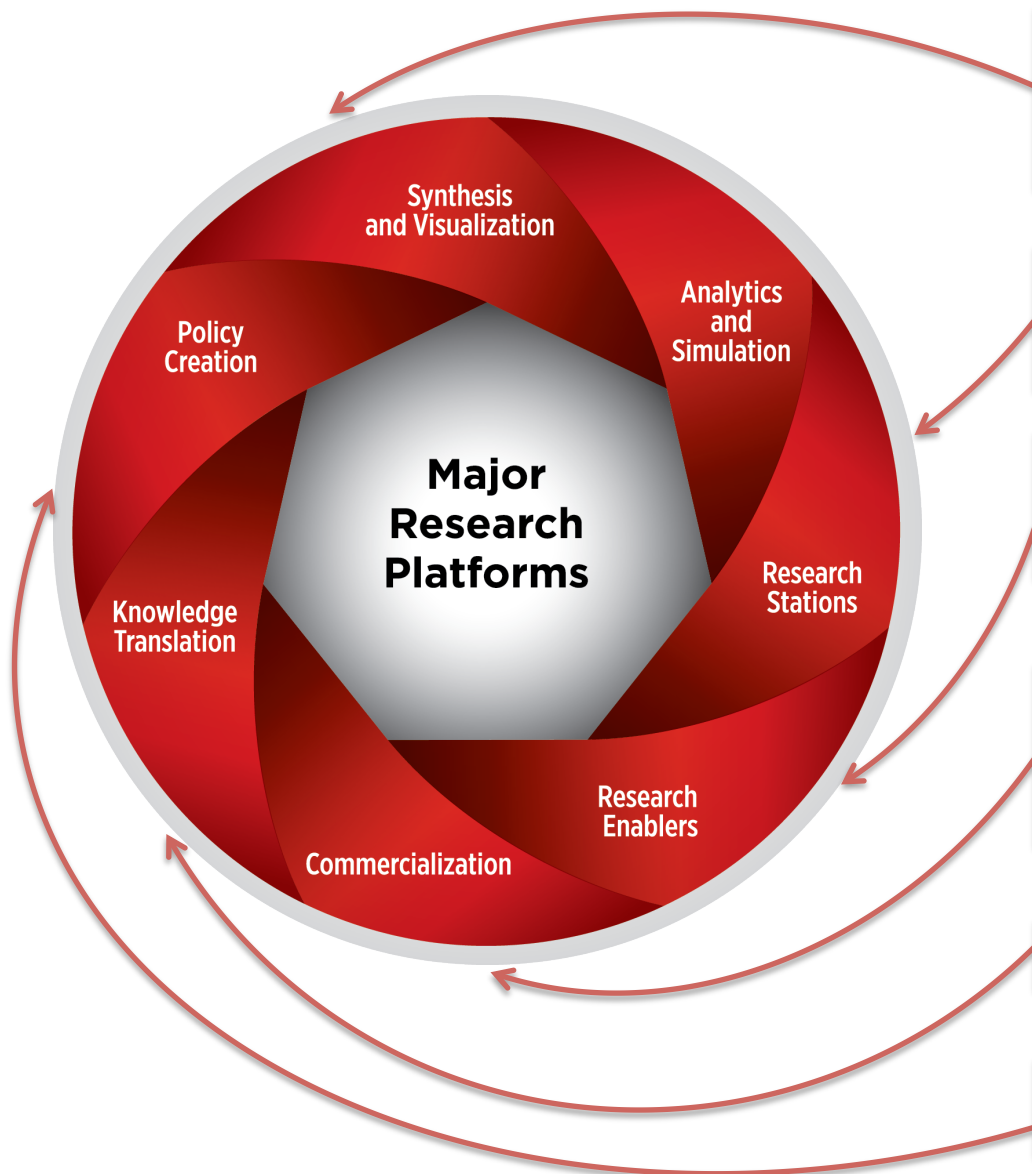 Synthesis
and Visualization
Analytics
and
Simulation
Policy
Creation
Major
Research
Platforms
Research
Stations
Knowledge
Translation
Research
Enablers
Commercialization